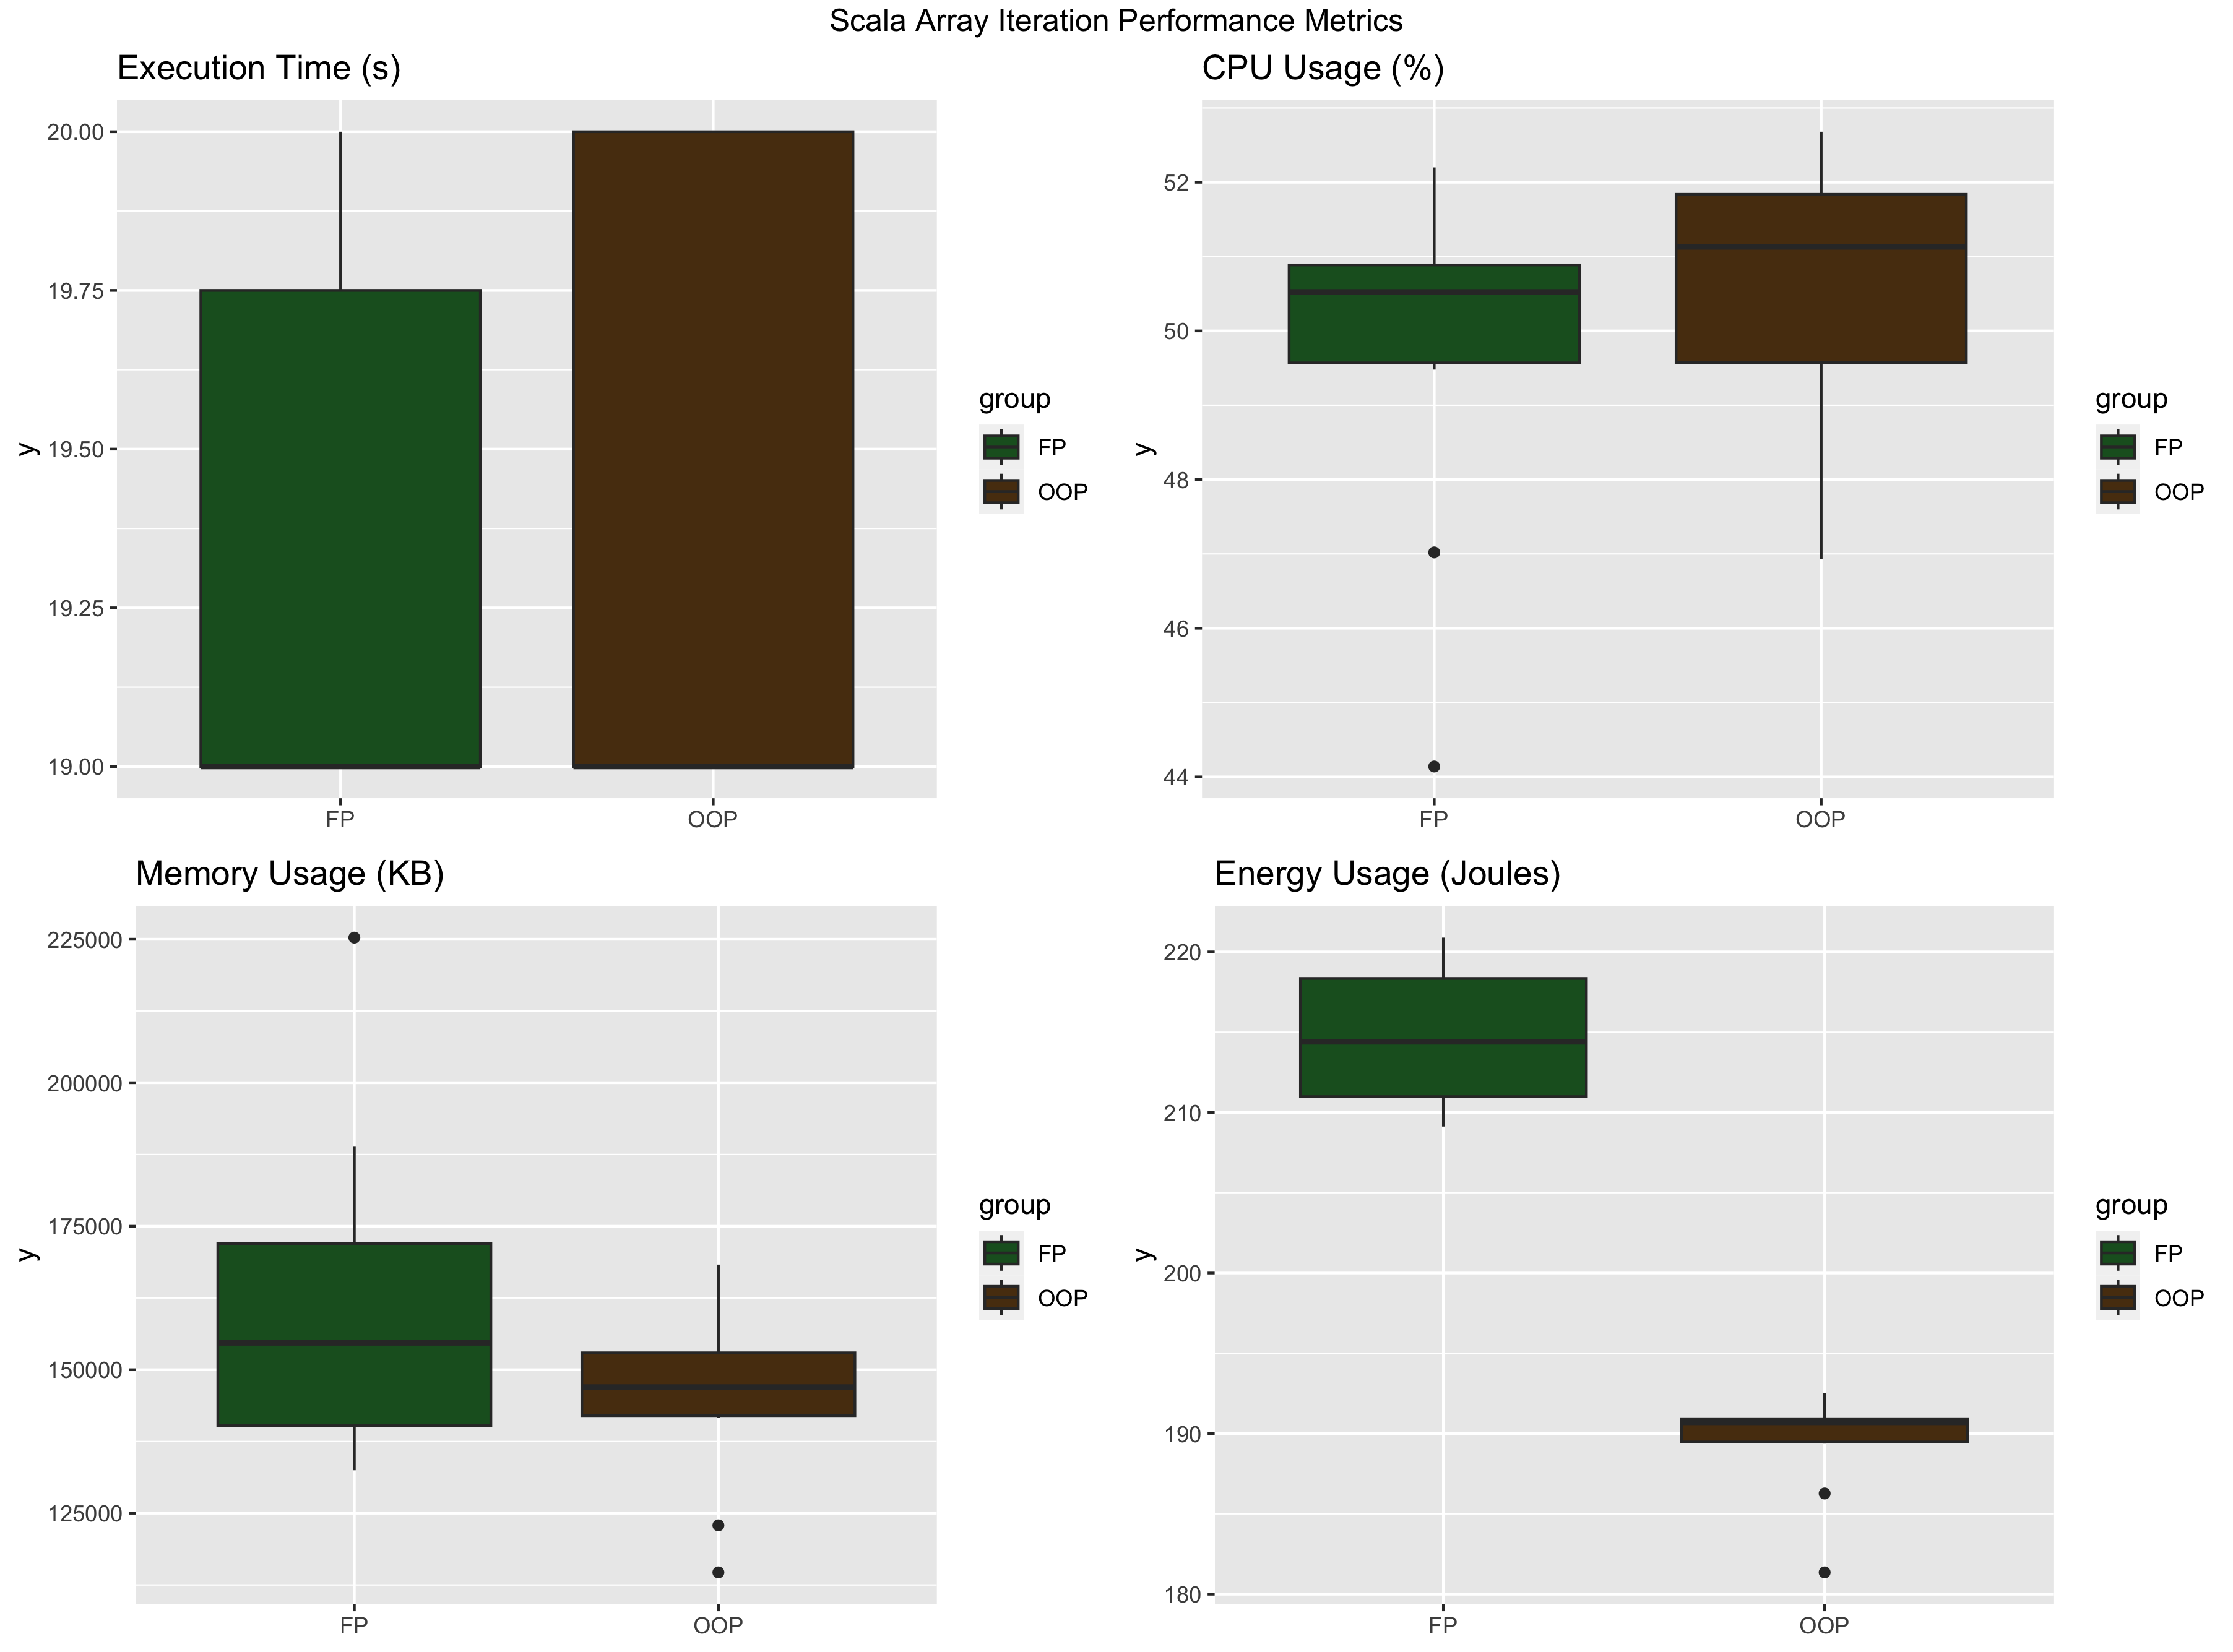 Scala Array Iteration Performance Metrics
Execution Time (s)
20.00
19.75
19.50
19.25
19.00
y
FP
OOP
group
FP
OOP
CPU Usage (%)
52
50
48
46
44
y
FP
OOP
group
FP
OOP
Memory Usage (KB)
225000
200000
175000
150000
125000
y
FP
OOP
group
FP
OOP
Energy Usage (Joules)
220
210
200
190
180
y
FP
OOP
group
FP
OOP